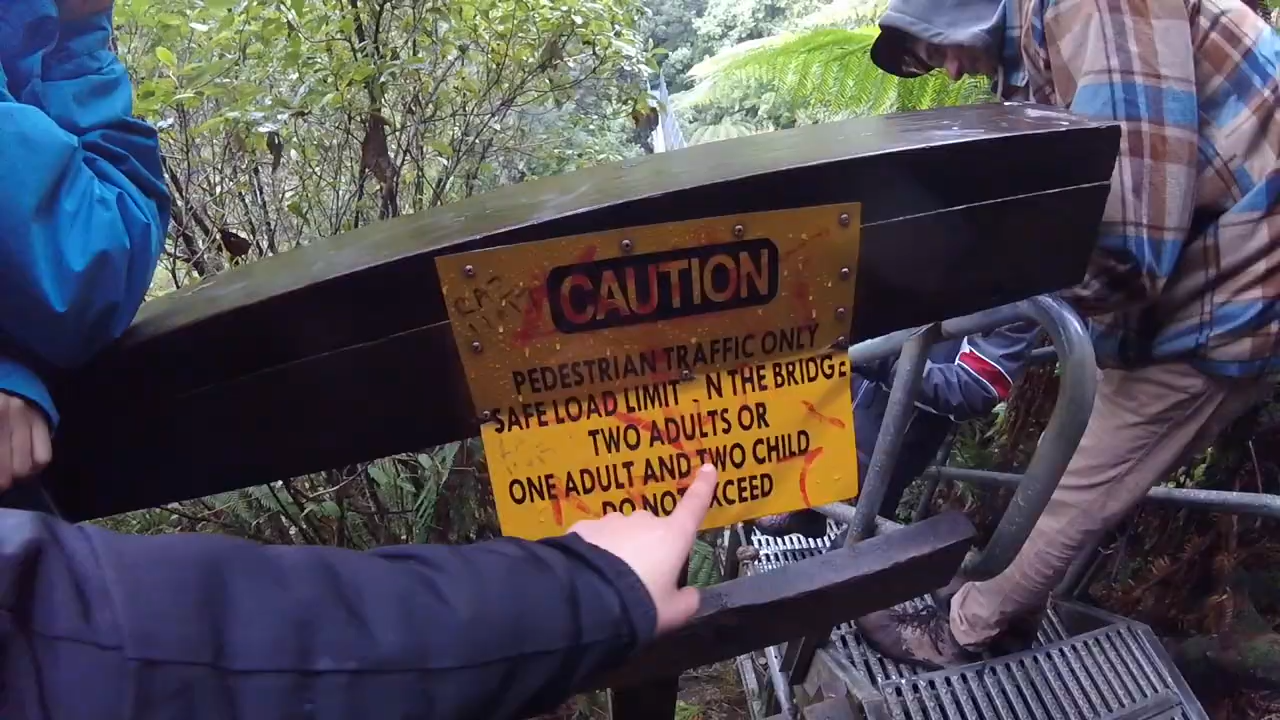 CAUTION
PEDESTRIAN TRAFFIC ONLY
SAFE LOAD LIMIT N THE BRIDGE
TWO ADULTS OR
ONE ADULT AND TWO CHILD
DO NOT EXCEED